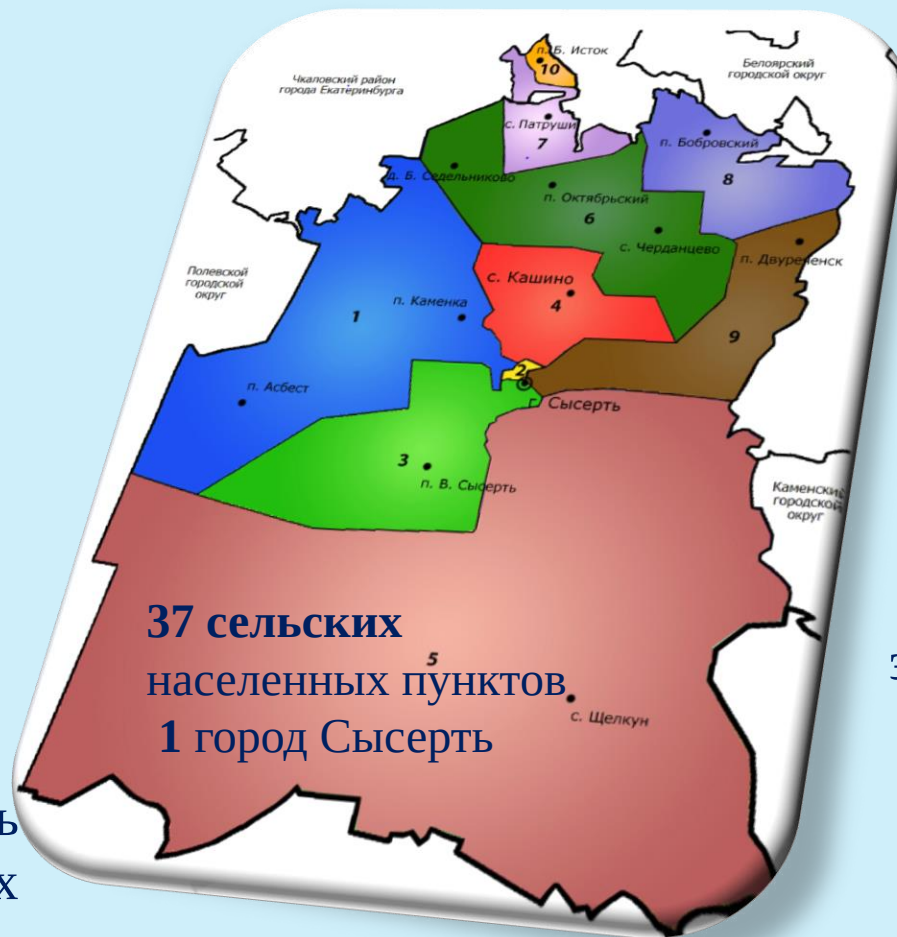 п. Б. Исток
10
Чкаловский район
города Екатеринбурга
Белоярский
городской округ
с. Патруши
7
п. Бобровский
8
д. Б. Седельниково
п. Октябрьский
6
с. Черданцево
п. Двуреченск
Полевской
городской
округ
с. Кашино
4
п. Каменка
1
9
2
п. Асбест
г. Сысерть
3
п. В. Сысерть
Каменский
городской
округ
37 сельских
5
населенных пунктов
с. Щелкун
1 город Сысерть
з
ь
х